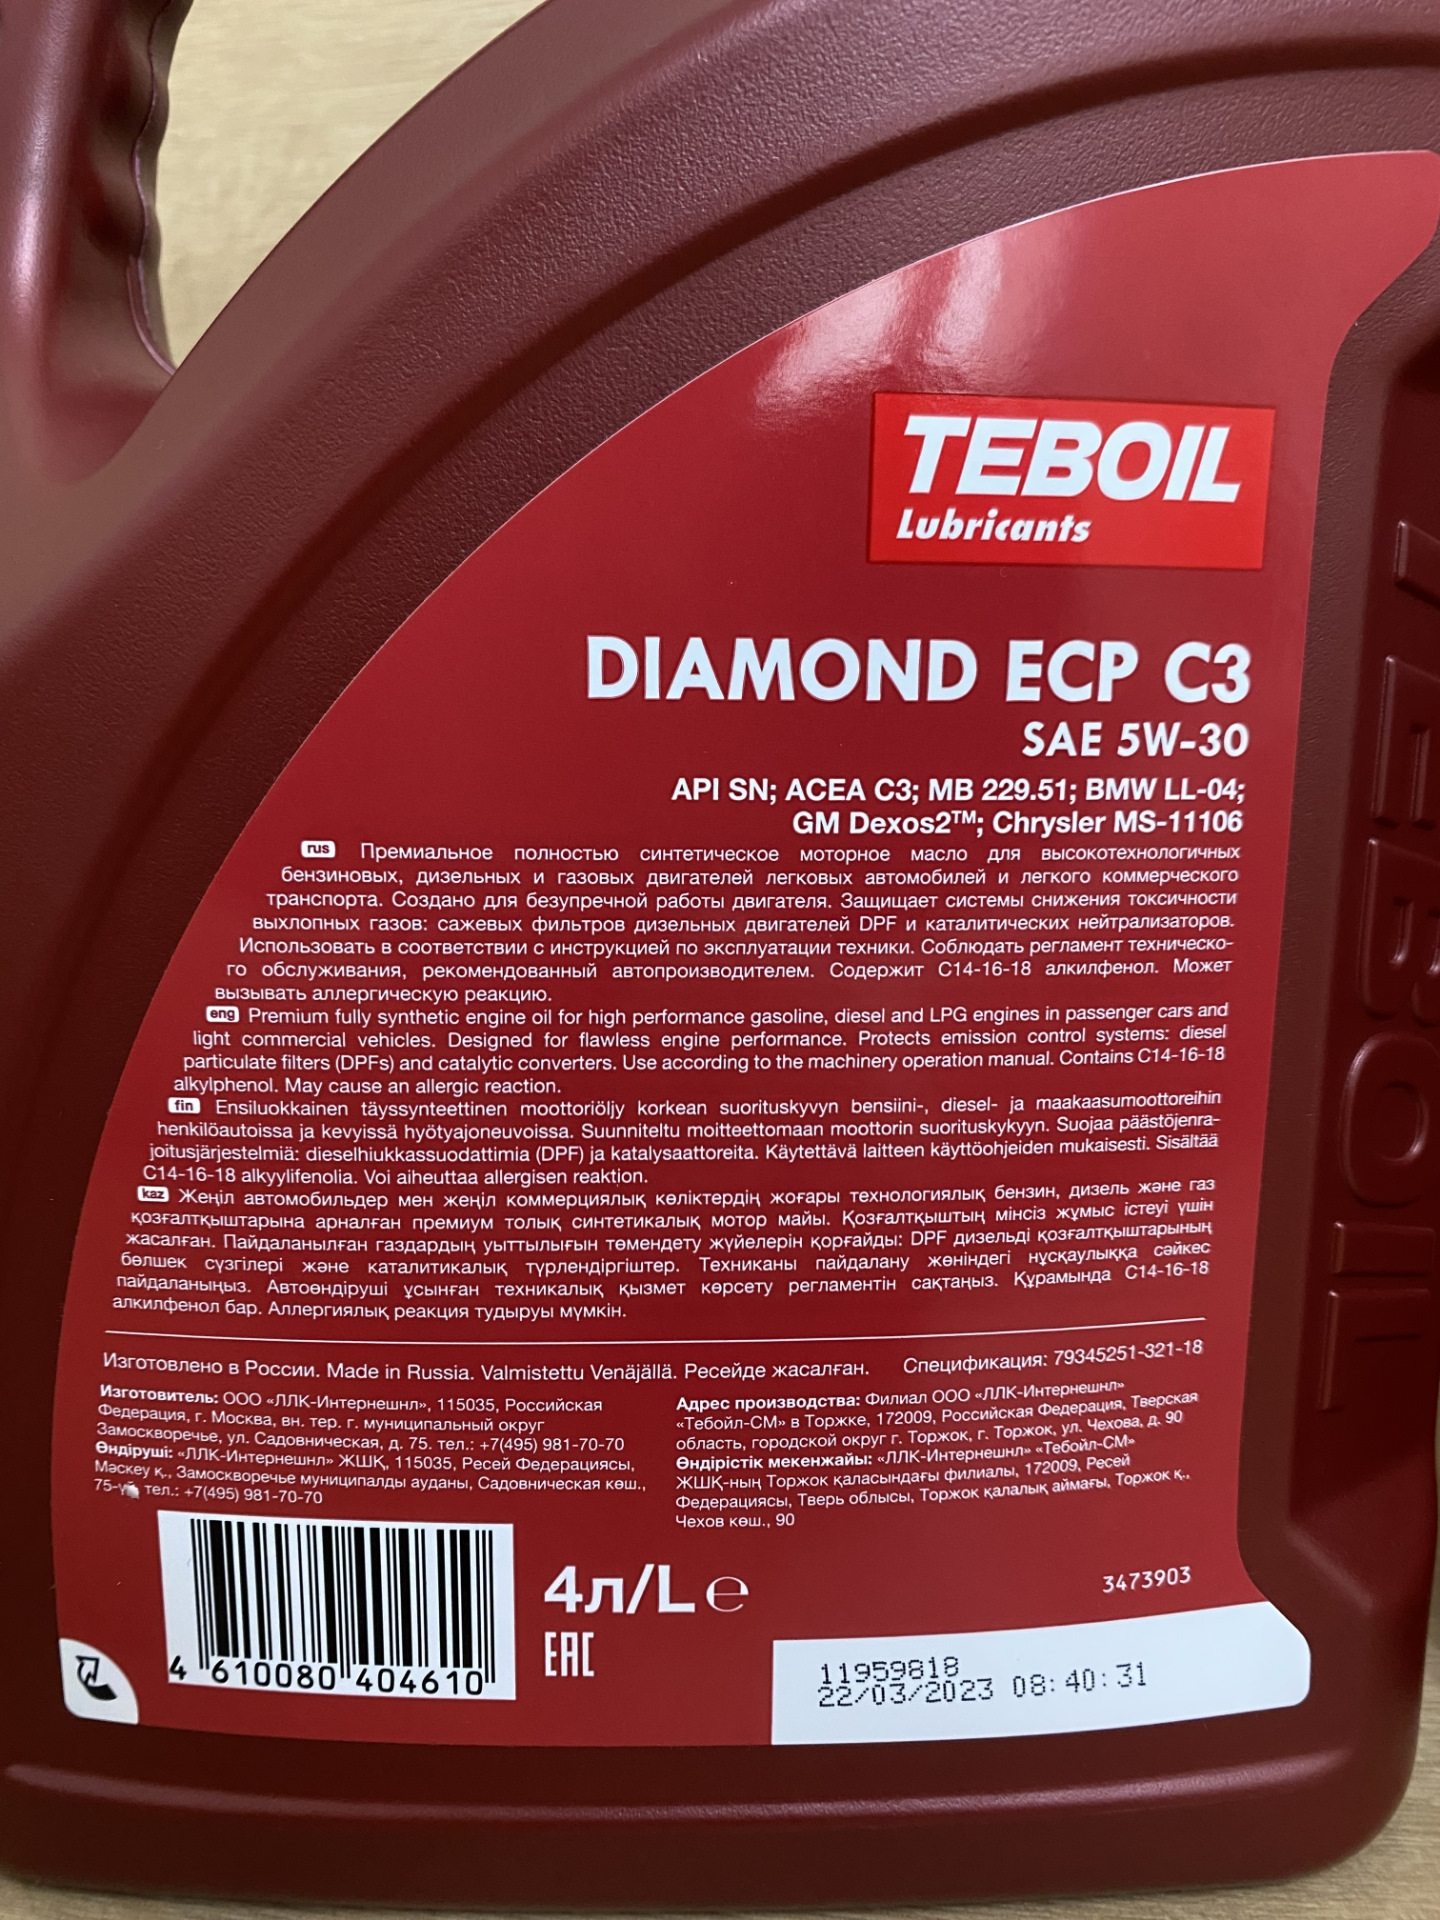 TEBOIL
Lubricants
DIAMOND ECP C3
SAE 5W-30
API SN; ACEA C3; MB 229.51; BMW LL-04;
GM Dexos2™; Chrysler MS-11106
rus Премиальное полностью синтетическое моторное масло для высокотехнологичных
бензиновых, дизельных и газовых двигателей легковых автомобилей и легкого коммерческого
транспорта. Создано для безупречной работы двигателя. Защищает системы снижения токсичности
выхлопных газов: сажевых фильтров дизельных двигателей DPF и каталитических нейтрализаторов.
Использовать в соответствии с инструкцией по эксплуатации техники. Соблюдать регламент техническо-
го обслуживания, рекомендованный автопроизводителем. Содержит C14-16-18 алкилфенол. Может
вызывать аллергическую реакцию.
eng Premium fully synthetic engine oil for high performance gasoline, diesel and LPG engines in passenger cars and
light commercial vehicles. Designed for flawless engine performance. Protects emission control systems: diesel
particulate filters (DPFs) and catalytic converters. Use according to the machinery operation manual. Contains C14-16-18
alkylphenol. May cause an allergic reaction.
fin Ensiluokkainen täyssynteettinen moottoriöljy korkean suorituskyvyn bensiini-, diesel- ja maakaasumoottoreihin
henkilöautoissa ja kevyissä hyötyajoneuvoissa. Suunniteltu moitteettomaan moottorin suorituskykyyn. Suojaa päästöjenra-
joitusjärjestelmiä: dieselhiukkassuodattimia (DPF) ja katalysaattoreita. Käytettävä laitteen käyttöohjeiden mukaisesti. Sisältää
C14-16-18 alkyylifenolia. Voi aiheuttaa allergisen reaktion.
kaz Жеңіл автомобильдер мен жеңіл коммерциялық көліктердің жоғары технологиялық бензин, дизель және газ
қозғалтқыштарына арналған премиум толық синтетикалық мотор майы. Қозғалтқыштың мінсіз жұмыс істеуі үшін
жасалған. Пайдаланылған газдардың уыттылығын төмендету жүйелерін қорғайды: DPF дизельді қозғалтқыштарының
бөлшек сүзгілері және каталитикалық түрлендіргіштер. Техниканы пайдалану жөніндегі нұсқаулыққа сәйкес
пайдаланыңыз. Автоөндіруші ұсынған техникалық қызмет көрсету регламентін сақтаңыз. Құрамында C14-16-18
алкилфенол бар. Аллергиялық реакция тудыруы мүмкін.
Изготовлено в России. Made in Russia. Valmistettu Venäjällä. Ресейде жасалған. Спецификация: 79345251-321-18
Изготовитель: ООО «ЛЛК-Интернешнл», 115035, Российская
Федерация, г. Москва, вн. тер. г. муниципальный округ
Замоскворечье, ул. Садовническая, д. 75. тел.: +7(495) 981-70-70
Өндіруші: «ЛЛК-Интернешнл» ЖШҚ, 115035, Ресей Федерациясы,
Мәскеу қ., Замоскворечье муниципалды ауданы, Садовническая көш.,
тел.: +7(495) 981-70-70
Адрес производства: Филиал ООО «ЛЛК-Интернешнл»
«Тебойл-СМ» в Торжке, 172009, Российская Федерация, Тверская
область, городской округ г. Торжок, г. Торжок, ул. Чехова, д. 90
Өндірістік мекенжайы: «ЛЛК-Интернешнл» «Тебойл-СМ»
ЖШҚ-ның Торжок қаласындағы филиалы, 172009, Ресей
Федерациясы, Тверь облысы, Торжок қалалық аймағы, Торжок қ.,
Чехов көш., 90
4 610080 404610
4л/L e
EAC
3473903
11959818
22/03/2023 08:40:31
TEBOIL